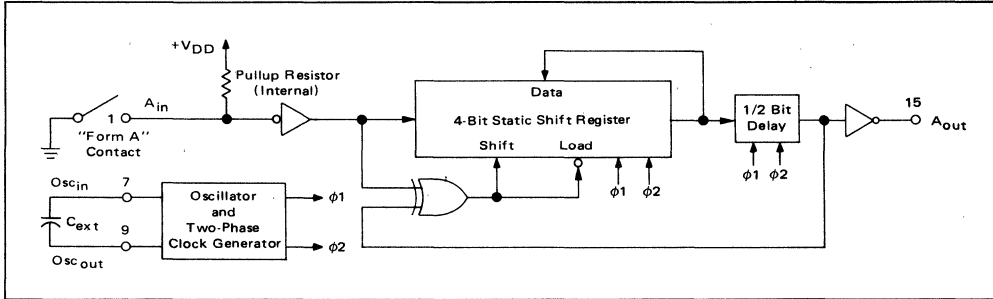 +VDD
Pullup Resistor
(Internal)
Ain
1
"Form A"
Contact
Data
4-Bit Static Shift Register
Shift Load
ϕ1 ϕ2
1/2 Bit
Delay
ϕ1 ϕ2
15
Aout
Oscin
7
Cext
9
Oscout
Oscillator
and
Two-Phase
Clock Generator
ϕ1
ϕ2